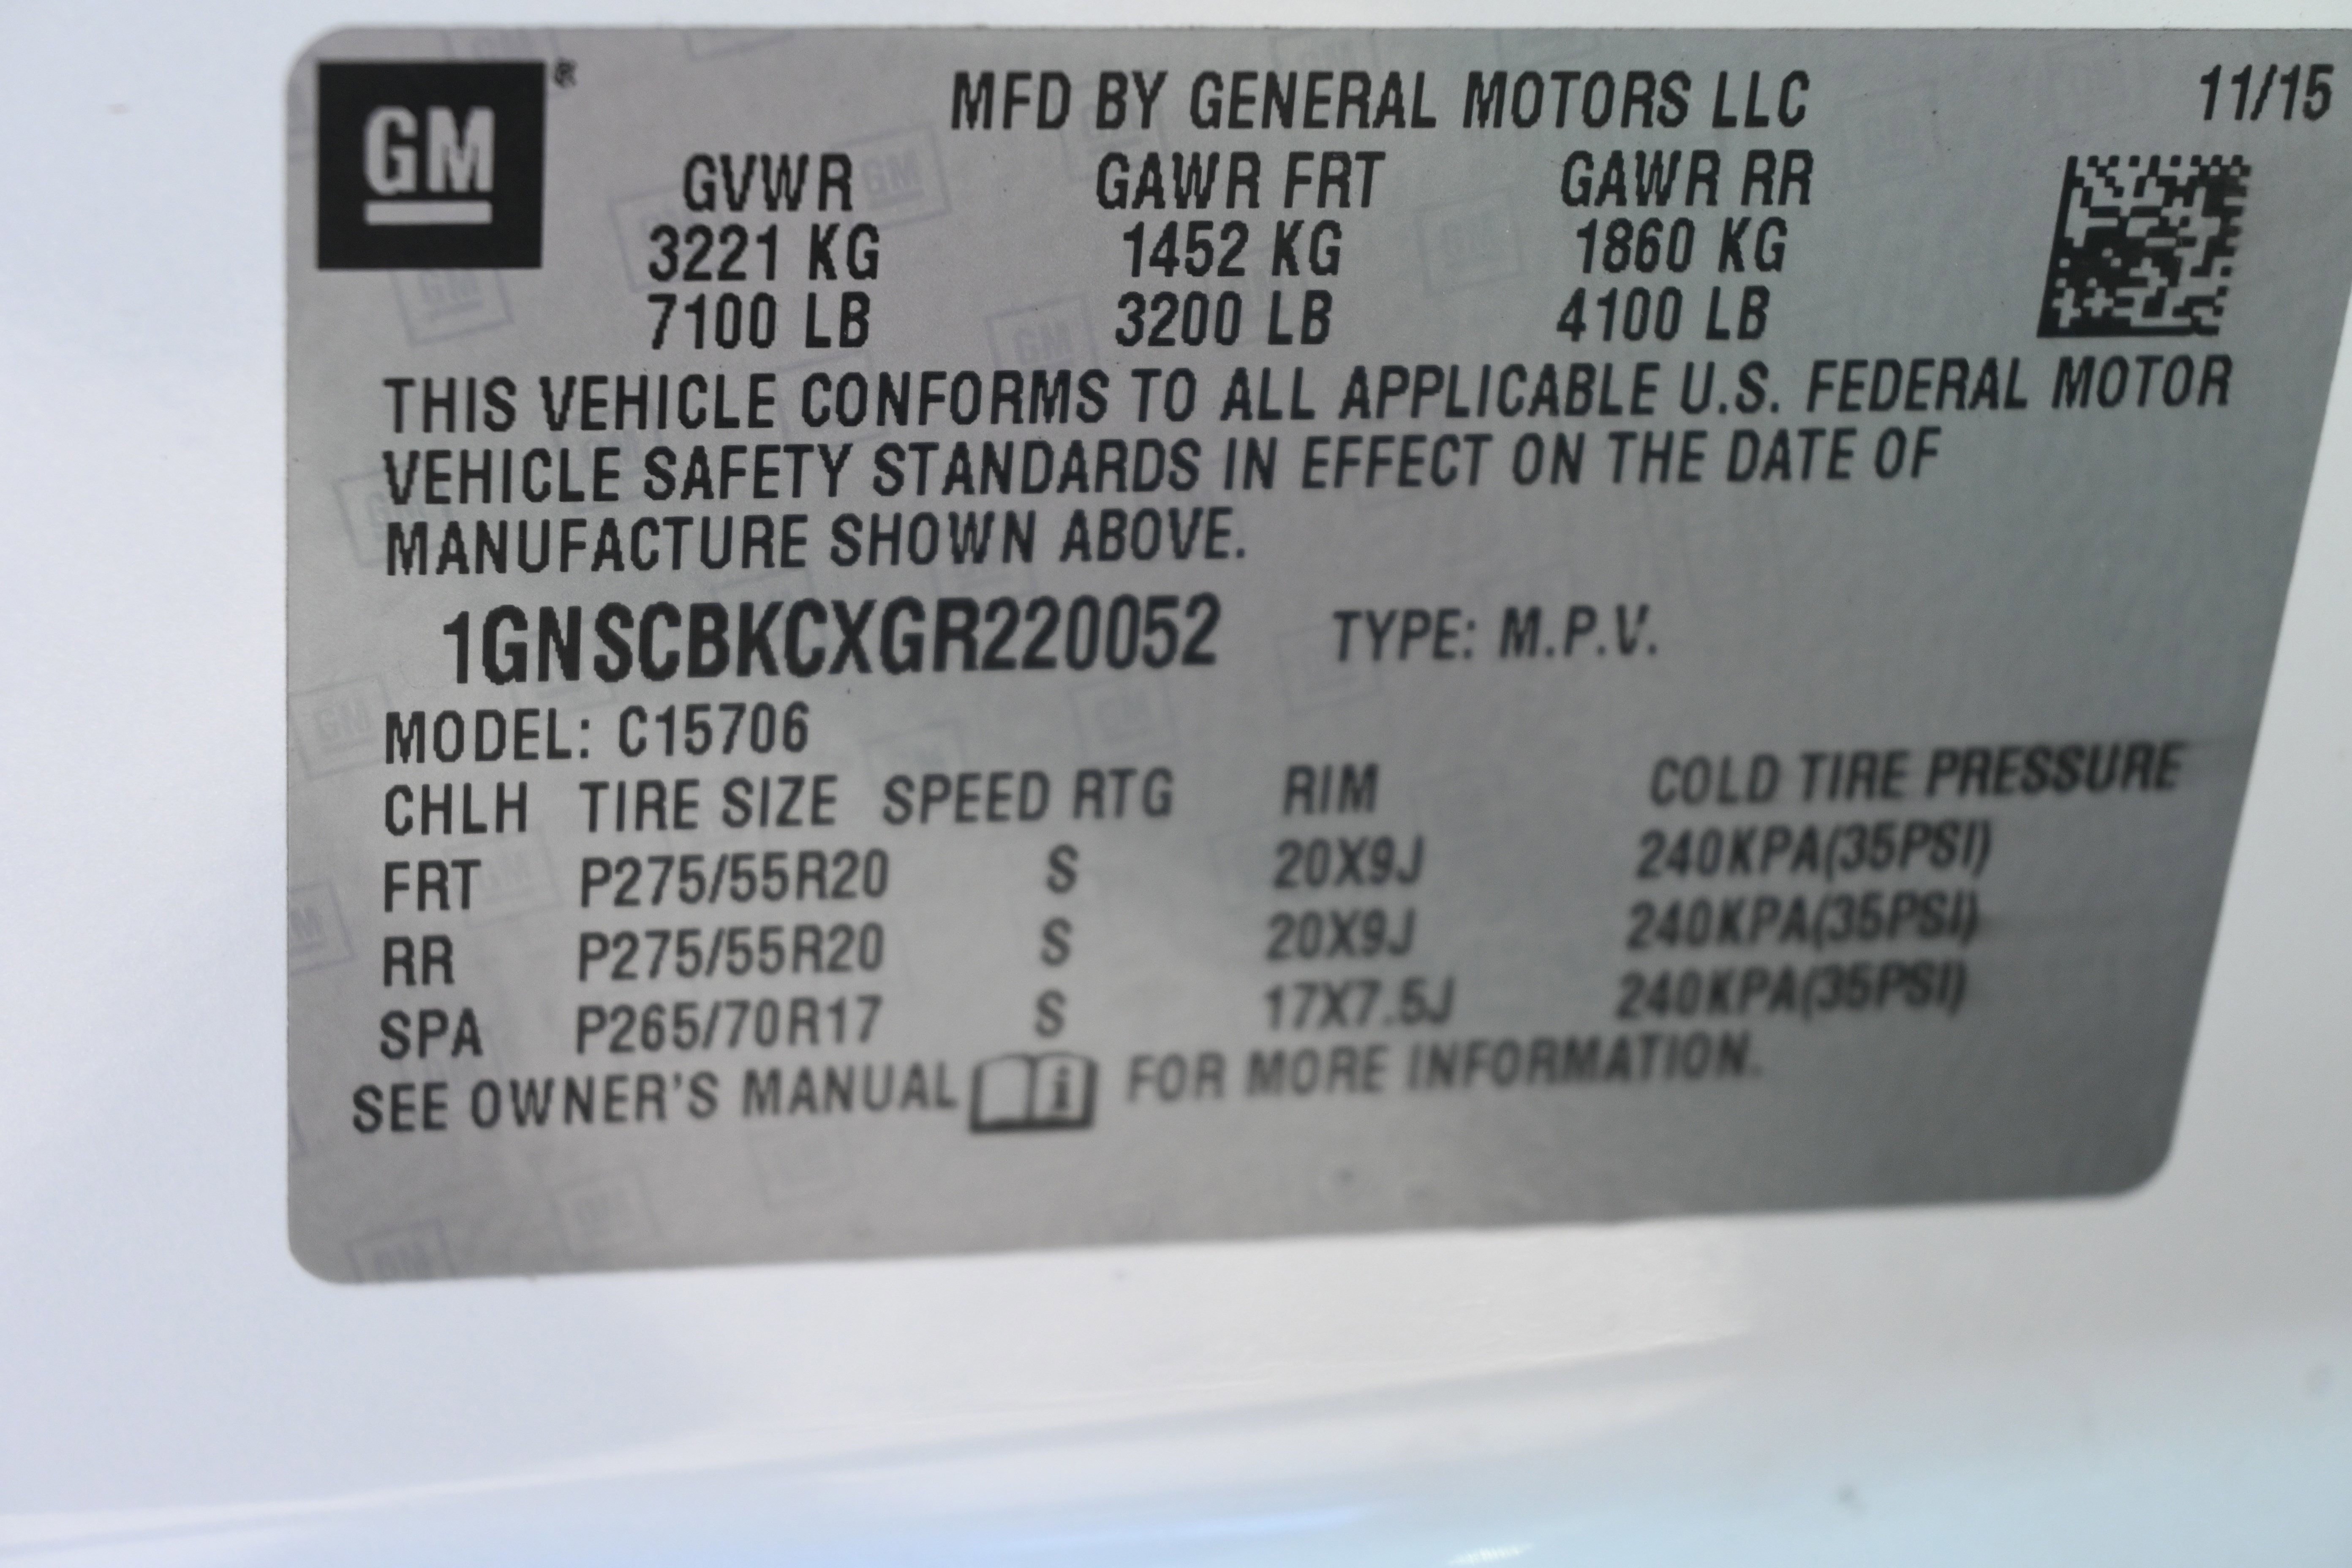 GM®
MFD BY GENERAL MOTORS LLC 11/15
GVWR GAWR FRT GAWR RR
3221 KG 1452 KG 1860 KG
7100 LB 3200 LB 4100 LB
THIS VEHICLE CONFORMS TO ALL APPLICABLE U.S. FEDERAL MOTOR
VEHICLE SAFETY STANDARDS IN EFFECT ON THE DATE OF
MANUFACTURE SHOWN ABOVE.
1GNSCBKCXGR220052 TYPE: M.P.V.
MODEL: C15706
CHLH TIRE SIZE SPEED RTG RIM COLD TIRE PRESSURE
FRT P275/55R20 S 20X9J 240KPA(35PSI)
RR P275/55R20 S 20X9J 240KPA(35PSI)
SPA P265/70R17 S 17X7.5J 240KPA(35PSI)
SEE OWNER'S MANUAL i FOR MORE INFORMATION.